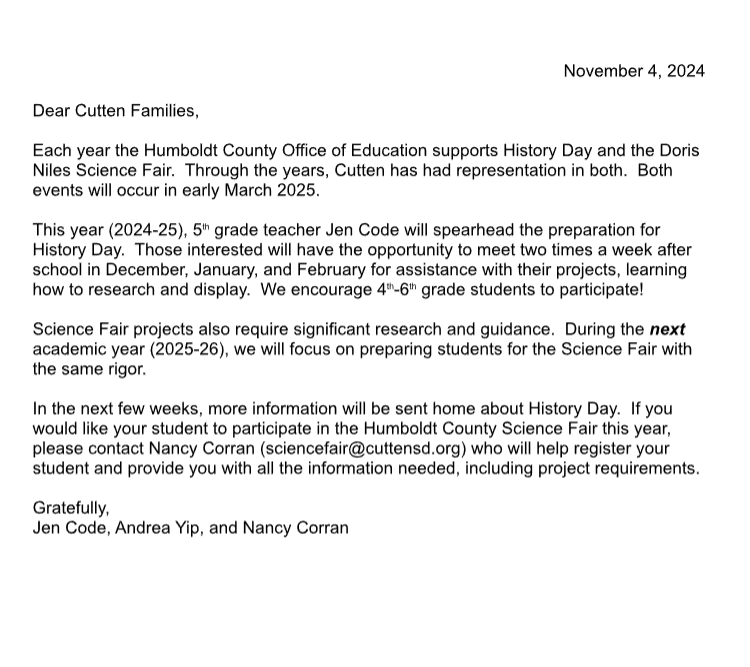 November 4, 2024
Dear Cutten Families,
Each year the Humboldt County Office of Education supports History Day and the Doris
Niles Science Fair.  Through the years, Cutten has had representation in both.  Both
events will occur in early March 2025.
This year (2024-25), 5th grade teacher Jen Code will spearhead the preparation for
History Day.  Those interested will have the opportunity to meet two times a week after
school in December, January, and February for assistance with their projects, learning
how to research and display.  We encourage 4th-6th grade students to participate!
Science Fair projects also require significant research and guidance.  During the next
academic year (2025-26), we will focus on preparing students for the Science Fair with
the same rigor.
In the next few weeks, more information will be sent home about History Day.  If you
would like your student to participate in the Humboldt County Science Fair this year,
please contact Nancy Corran (sciencefair@cuttensd.org) who will help register your
student and provide you with all the information needed, including project requirements.
Gratefully,
Jen Code, Andrea Yip, and Nancy Corran